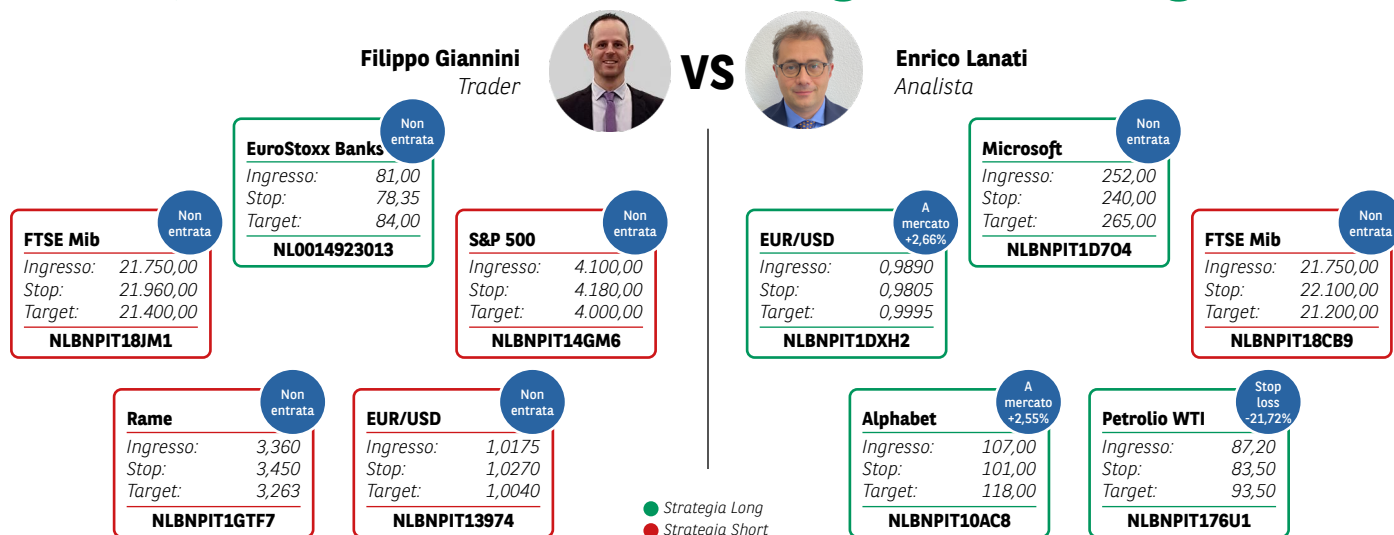 Filippo Giannini
Trader
VS
Enrico Lanati
Analista
EuroStoxx Banks
Non
entrata
Ingresso: 81,00
Stop: 78,35
Target: 84,00
NL0014923013
FTSE Mib
Non
entrata
Ingresso: 21.750,00
Stop: 21.960,00
Target: 21.400,00
NLBNPIT18JM1
S&P 500
Non
entrata
Ingresso: 4.100,00
Stop: 4.180,00
Target: 4.000,00
NLBNPIT14GM6
Rame
Non
entrata
Ingresso: 3,360
Stop: 3,450
Target: 3,263
NLBNPIT1GTF7
EUR/USD
Non
entrata
Ingresso: 1,0175
Stop: 1,0270
Target: 1,0040
NLBNPIT13974
Microsoft
Non
entrata
Ingresso: 252,00
Stop: 240,00
Target: 265,00
NLBNPIT1D7O4
EUR/USD
A
mercato
+2,66%
Ingresso: 0,9890
Stop: 0,9805
Target: 0,9995
NLBNPIT1DXH2
FTSE Mib
Non
entrata
Ingresso: 21.750,00
Stop: 22.100,00
Target: 21.200,00
NLBNPIT18CB9
Alphabet
A
mercato
+2,55%
Ingresso: 107,00
Stop: 101,00
Target: 118,00
NLBNPIT10AC8
Petrolio WTI
Stop
loss
-21,72%
Ingresso: 87,20
Stop: 83,50
Target: 93,50
NLBNPIT176U1
Strategia Long
Strategia Short